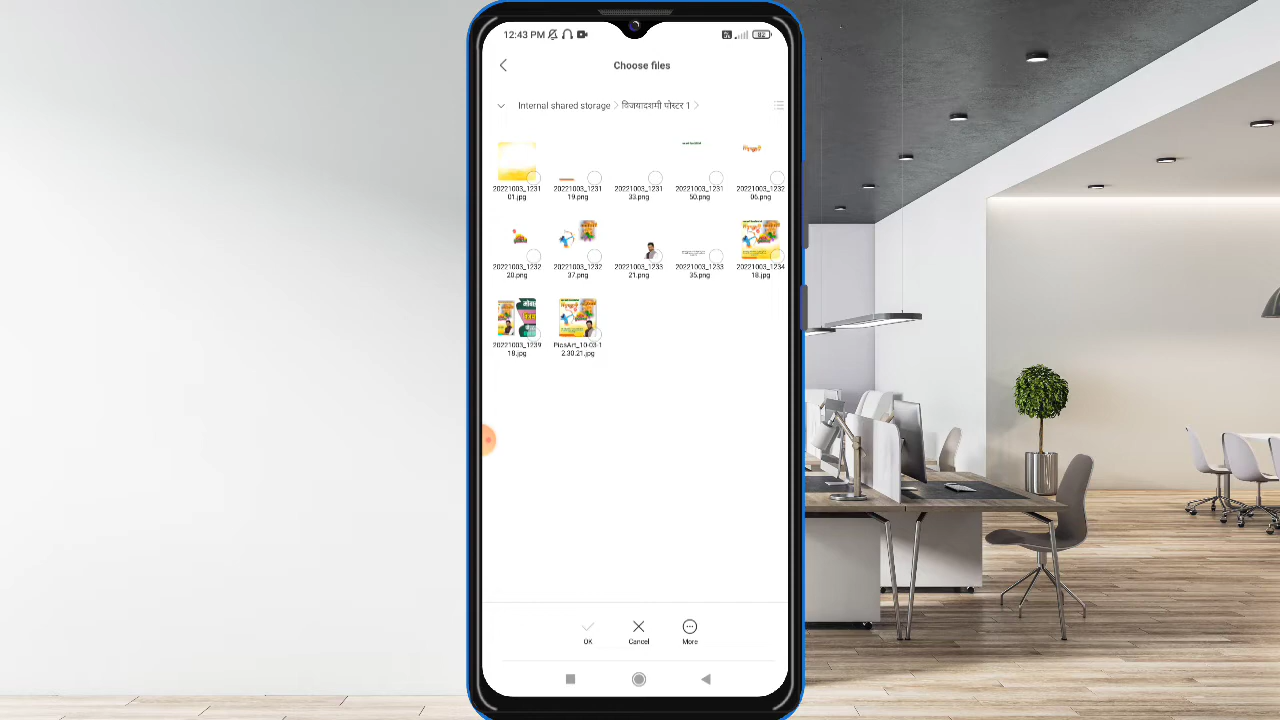 12:43 PM
92
Choose files
Internal shared storage > विजयादशमी पोस्टर 1 >
20221003_1231
01.jpg
20221003_1231
19.png
20221003_1231
33.png
20221003_1231
50.png
20221003_1232
06.png
20221003_1232
20.png
20221003_1232
37.png
20221003_1233
21.png
20221003_1233
35.png
20221003_1234
18.jpg
20221003_1239
18.jpg
PicsArt_10-03-1
2.30.21.jpg
OK
Cancel
More